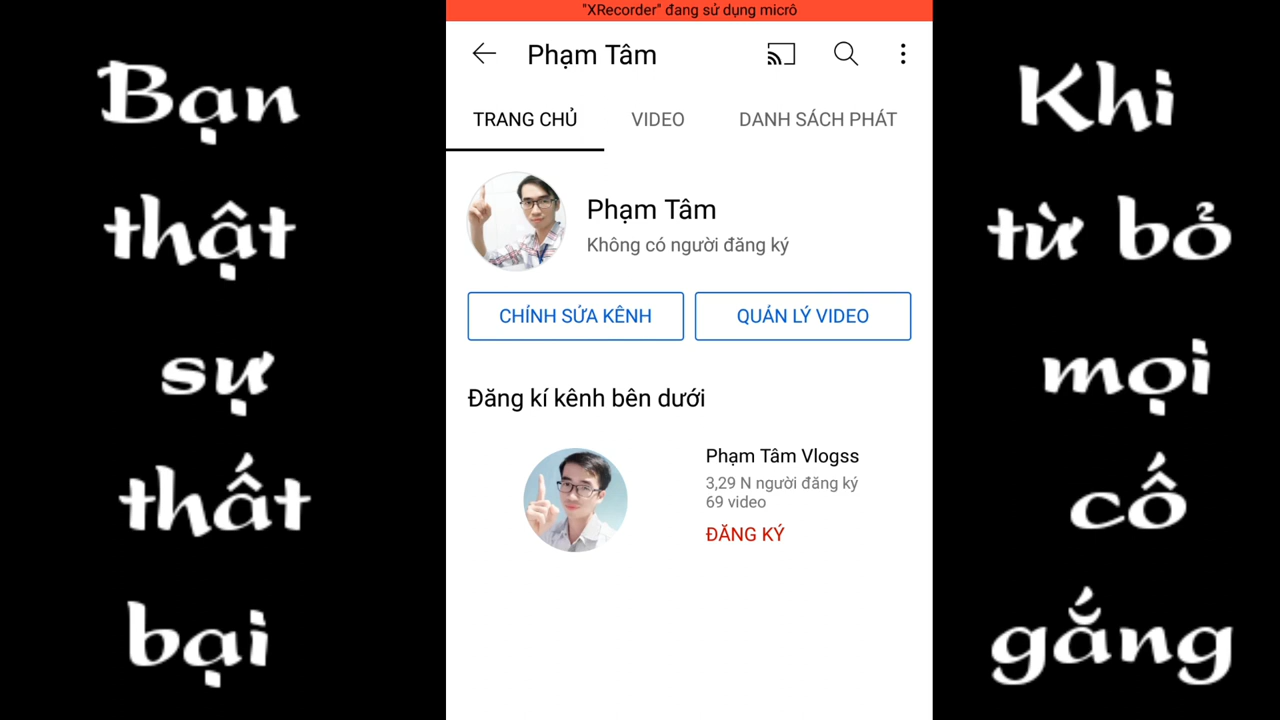 Bạn
thật
sự
thất
bại
"XRecorder" đang sử dụng micrô
Phạm Tâm
TRANG CHỦ
VIDEO
DANH SÁCH PHÁT
Phạm Tâm
Không có người đăng ký
CHỈNH SỬA KÊNH
QUẢN LÝ VIDEO
Đăng kí kênh bên dưới
Phạm Tâm Vlogss
3,29 N người đăng ký
69 video
ĐĂNG KÝ
Khi
từ bỏ
mọi
cố
gắng